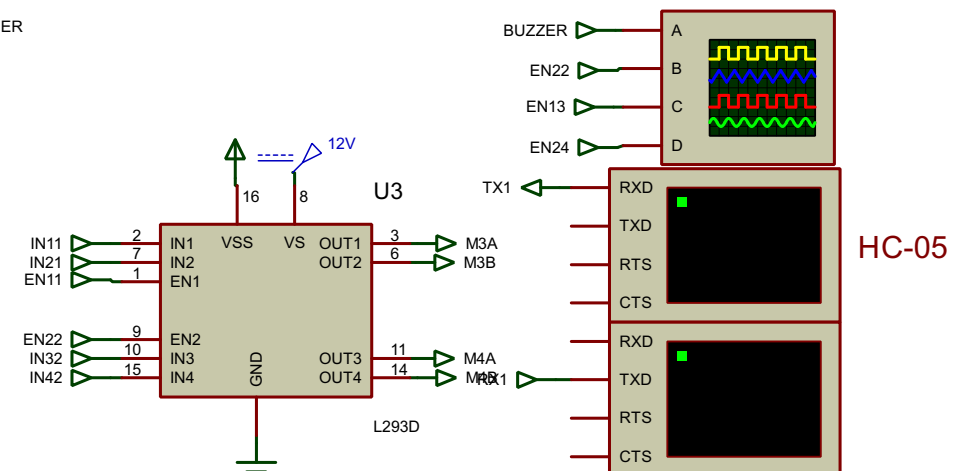 ER
BUZZER
A
EN22
B
EN13
C
EN24
D
12V
16
8
U3
IN11
2
IN1
VSS
VS
OUT1
3
M3A
IN21
7
IN2
OUT2
6
M3B
EN11
1
EN1
EN22
9
EN2
IN32
10
IN3
GND
OUT3
11
M4A
IN42
15
IN4
OUT4
14
M4B
L293D
TX1
RXD
TXD
RTS
CTS
HC-05
RXD
RX1
TXD
RTS
CTS